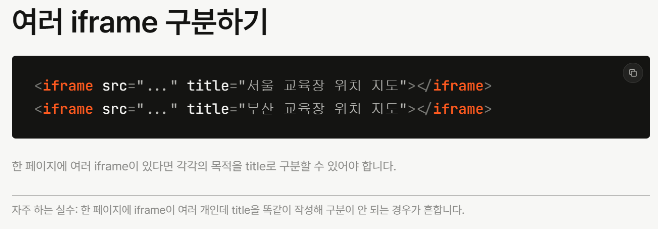 여러 iframe 구분하기
<iframe src="..." title="서울 교육장 위치 지도"></iframe>
<iframe src="..." title="부산 교육장 위치 지도"></iframe>
한 페이지에 여러 iframe이 있다면 각각의 목적을 title로 구분할 수 있어야 합니다.
자주 하는 실수: 한 페이지에 iframe이 여러 개인데 title을 똑같이 작성해 구분이 안 되는 경우가 흔합니다.